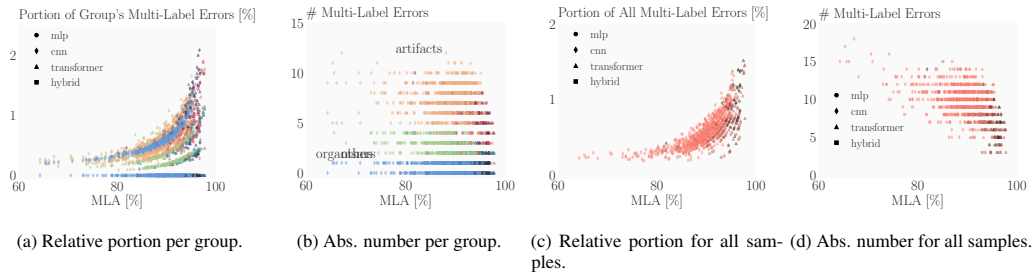 Portion of Group's Multi-Label Errors [%]
2
1
0
mlp
cnn
transformer
hybrid
60
80
100
MLA [%]
(a) Relative portion per group.
# Multi-Label Errors
15
10
5
0
artifacts
organisms
others
60
80
100
MLA [%]
(b) Abs. number per group.
Portion of All Multi-Label Errors [%]
2
1
0
mlp
cnn
transformer
hybrid
60
80
100
MLA [%]
(c) Relative portion for all sam-
ples.
# Multi-Label Errors
20
15
10
5
0
mlp
cnn
transformer
hybrid
60
80
100
MLA [%]
(d) Abs. number for all samples.